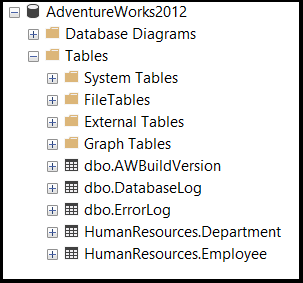 AdventureWorks2012
Database Diagrams
Tables
System Tables
FileTables
External Tables
Graph Tables
dbo.AWBuildVersion
dbo.DatabaseLog
dbo.ErrorLog
HumanResources.Department
HumanResources.Employee